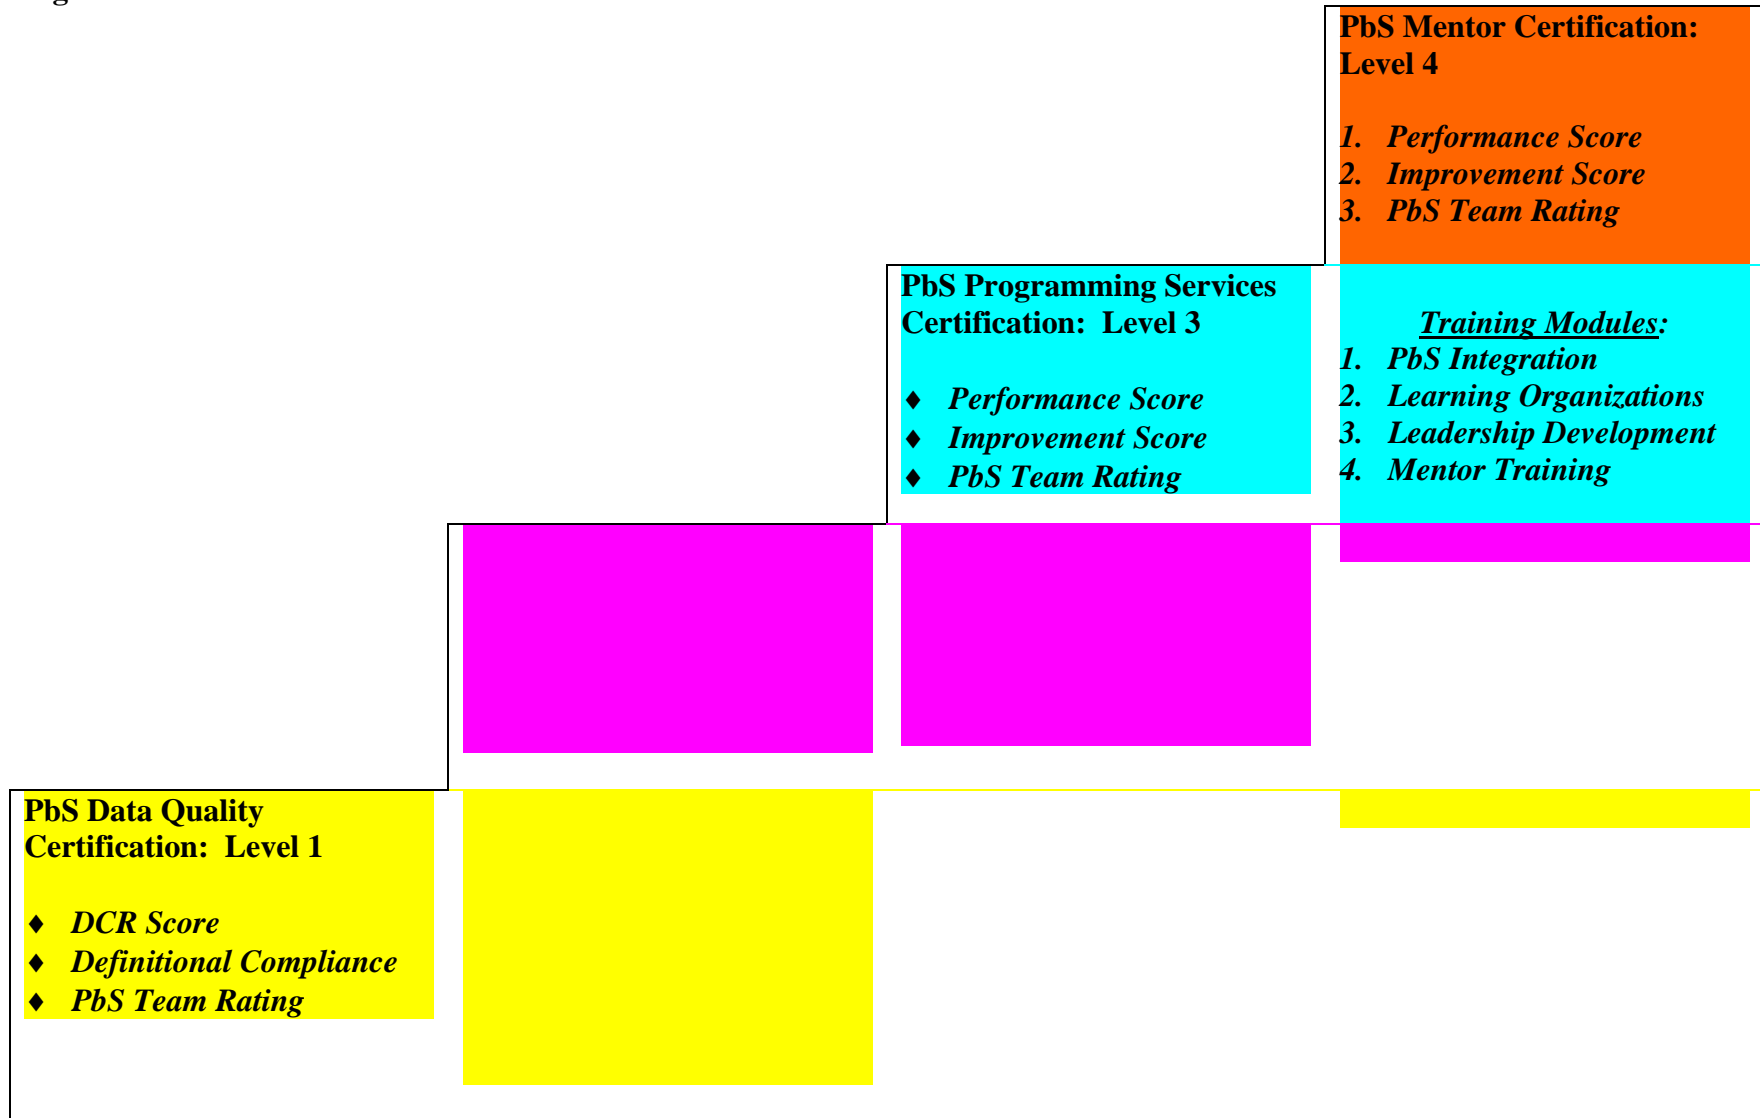 PbS Mentor Certification:
Level 4
1. Performance Score
2. Improvement Score
3. PbS Team Rating
PbS Programming Services
Certification:  Level 3
♦ Performance Score
♦ Improvement Score
♦ PbS Team Rating
Training Modules:
1. PbS Integration
2. Learning Organizations
3. Leadership Development
4. Mentor Training
PbS Data Quality
Certification:  Level 1
♦ DCR Score
♦ Definitional Compliance
♦ PbS Team Rating